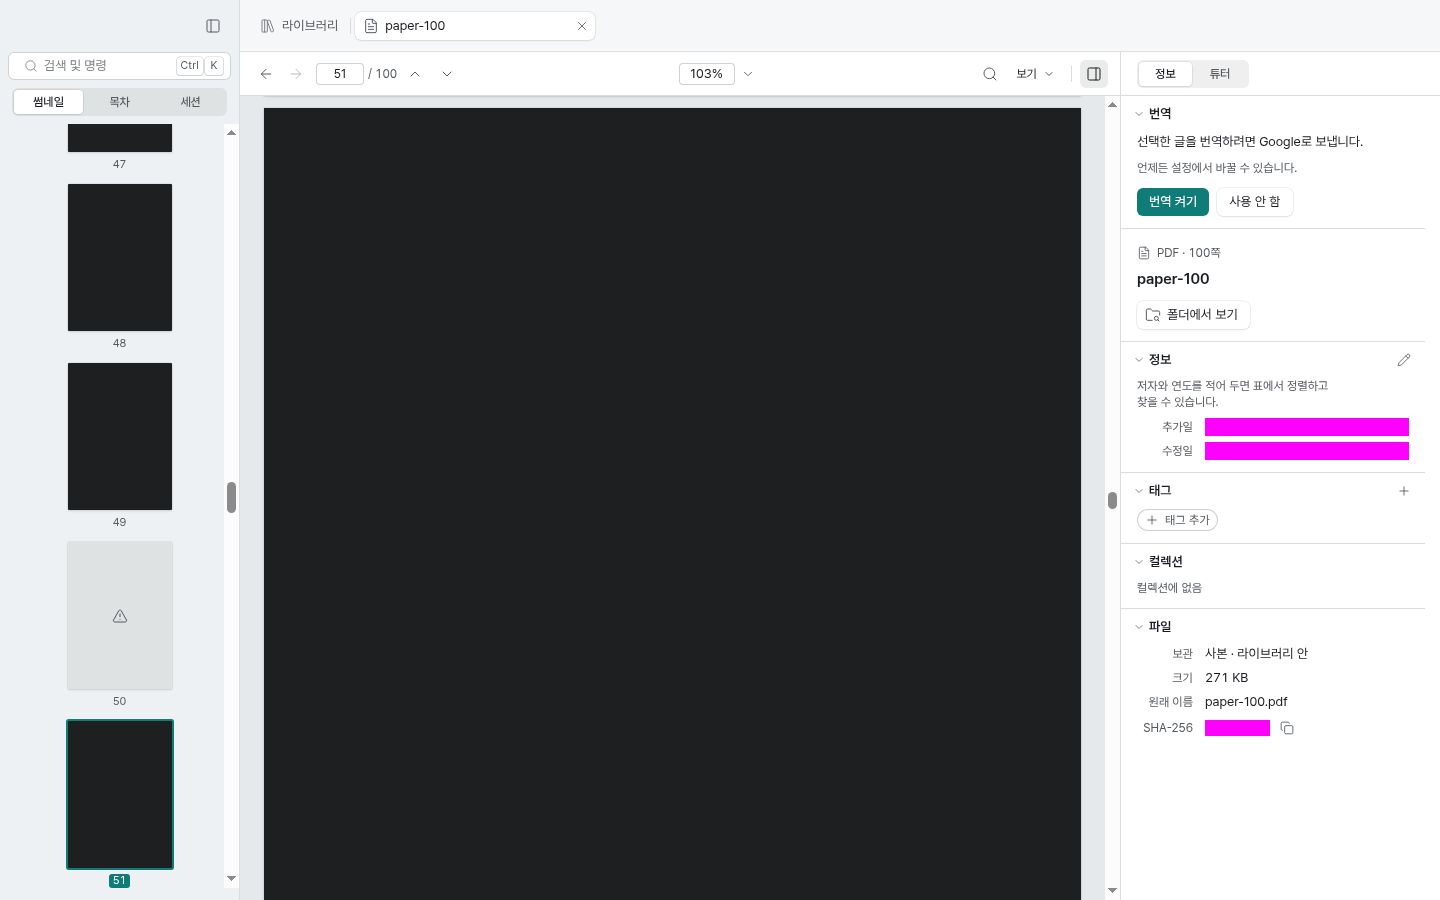 라이브러리
paper-100
검색 및 명령
Ctrl
K
썸네일
목차
세션
47
48
49
50
51
51
/ 100
103%
보기
정보
튜터
번역
선택한 글을 번역하려면 Google로 보냅니다.
언제든 설정에서 바꿀 수 있습니다.
번역 켜기
사용 안 함
PDF · 100쪽
paper-100
폴더에서 보기
정보
저자와 연도를 적어 두면 표에서 정렬하고
찾을 수 있습니다.
추가일
수정일
태그
태그 추가
컬렉션
컬렉션에 없음
파일
보관 사본 · 라이브러리 안
크기 271 KB
원래 이름 paper-100.pdf
SHA-256